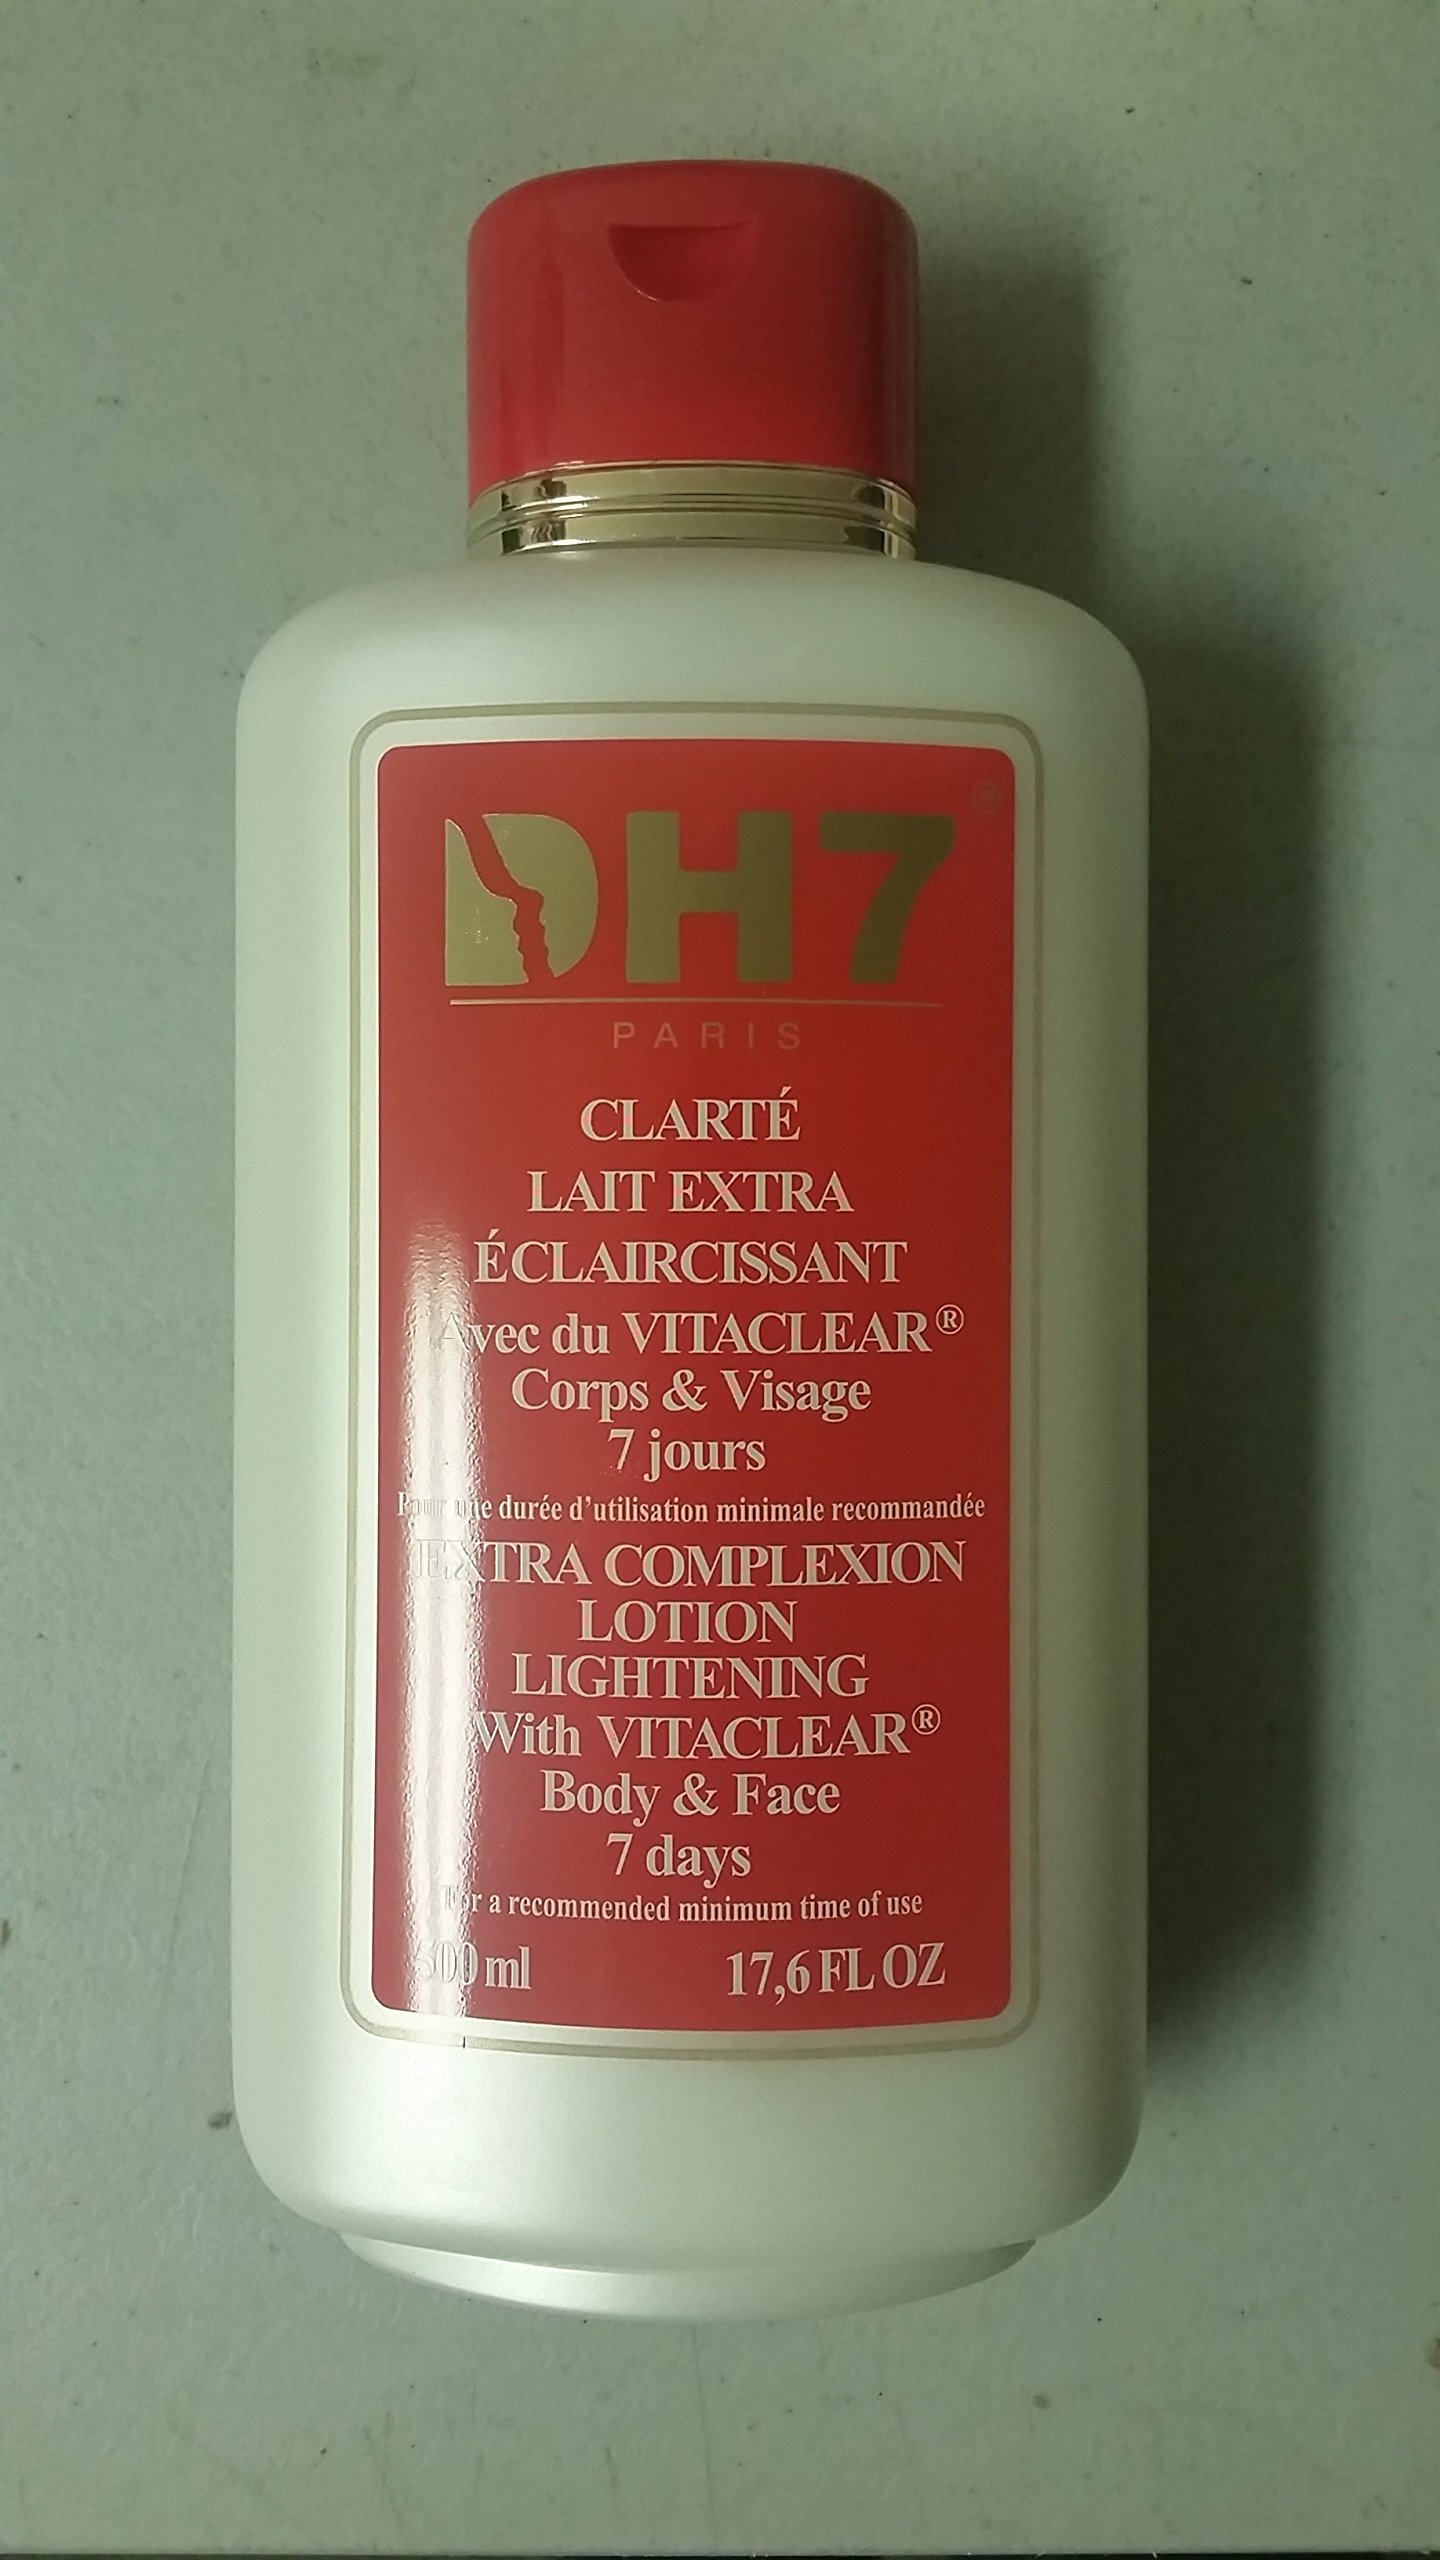 DH7®
PARIS
CLARTÉ
LAIT EXTRA
ÉCLAIRCISSANT
Avec du VITACLEAR®
Corps & Visage
7 jours
Pour une durée d'utilisation minimale recommandée
EXTRA COMPLEXION
LOTION
LIGHTENING
With VITACLEAR®
Body & Face
7 days
For a recommended minimum time of use
500 ml 17,6 FL OZ